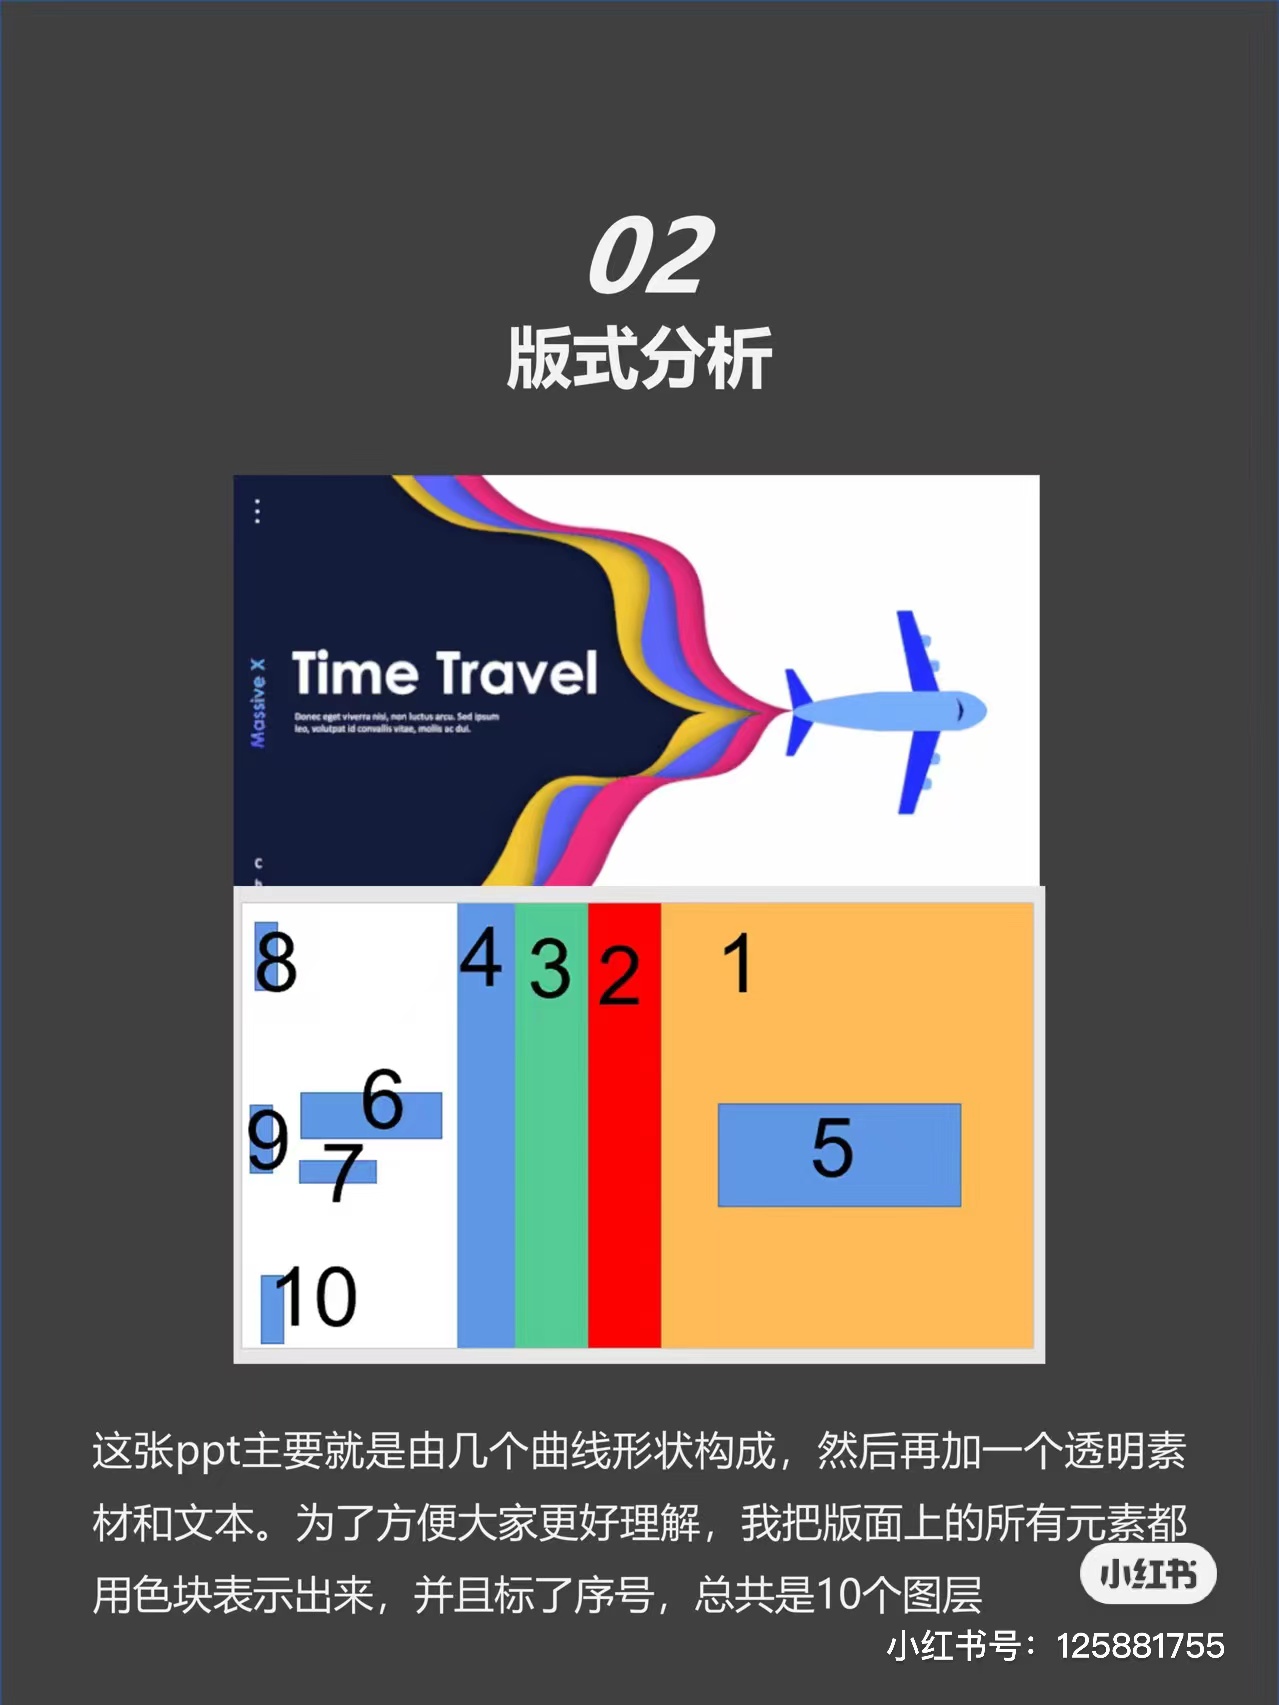 02
版式分析
Time Travel
Massive X
Donec eget viverra nisi, non luctus arcu. Sed ipsum
leo, volutpat id convallis vitae, mollis ac dui.
C
8
4
3
2
1
6
9
7
5
10
这张ppt主要就是由几个曲线形状构成，然后再加一个透明素
材和文本。为了方便大家更好理解，我把版面上的所有元素都
用色块表示出来，并且标了序号，总共是10个图层
小红书
小红书号：125881755